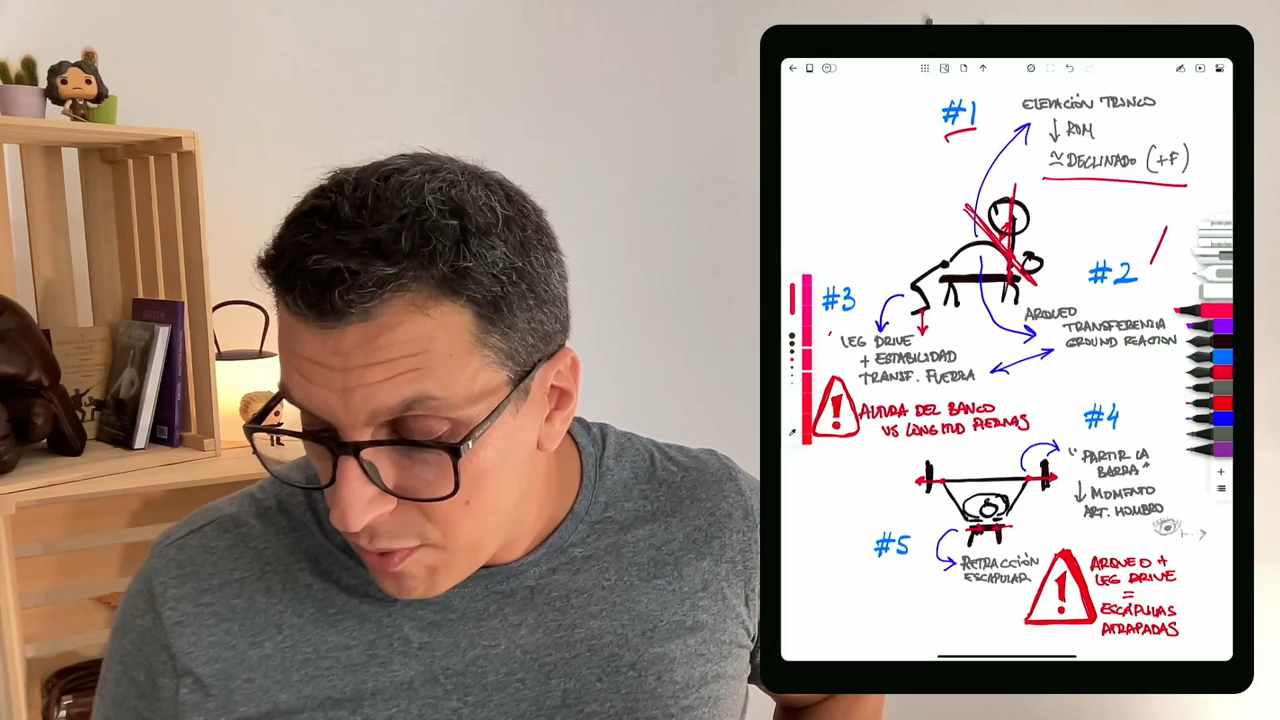 #1
ELEVACIÓN TRONCO
↓ ROM
≃ DECLINADO (+F)
#2
ARQUEO
TRANSFERENCIA
GROUND REACTION
#3
LEG DRIVE
+ ESTABILIDAD
TRANSF. FUERZA
!
ALTURA DEL BANCO
VS LONGITUD PIERNAS
#4
"PARTIR LA
BARRA"
↓ MOMENTO
ART. HOMBRO
#5
RETRACCIÓN
ESCAPULAR
!
ARQUEO +
LEG DRIVE
=
ESCÁPULAS
ATRAPADAS